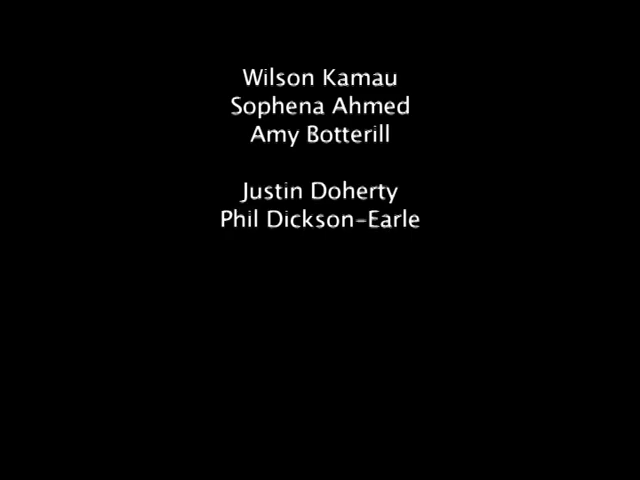 Wilson Kamau
Sophena Ahmed
Amy Botterill
Justin Doherty
Phil Dickson-Earle